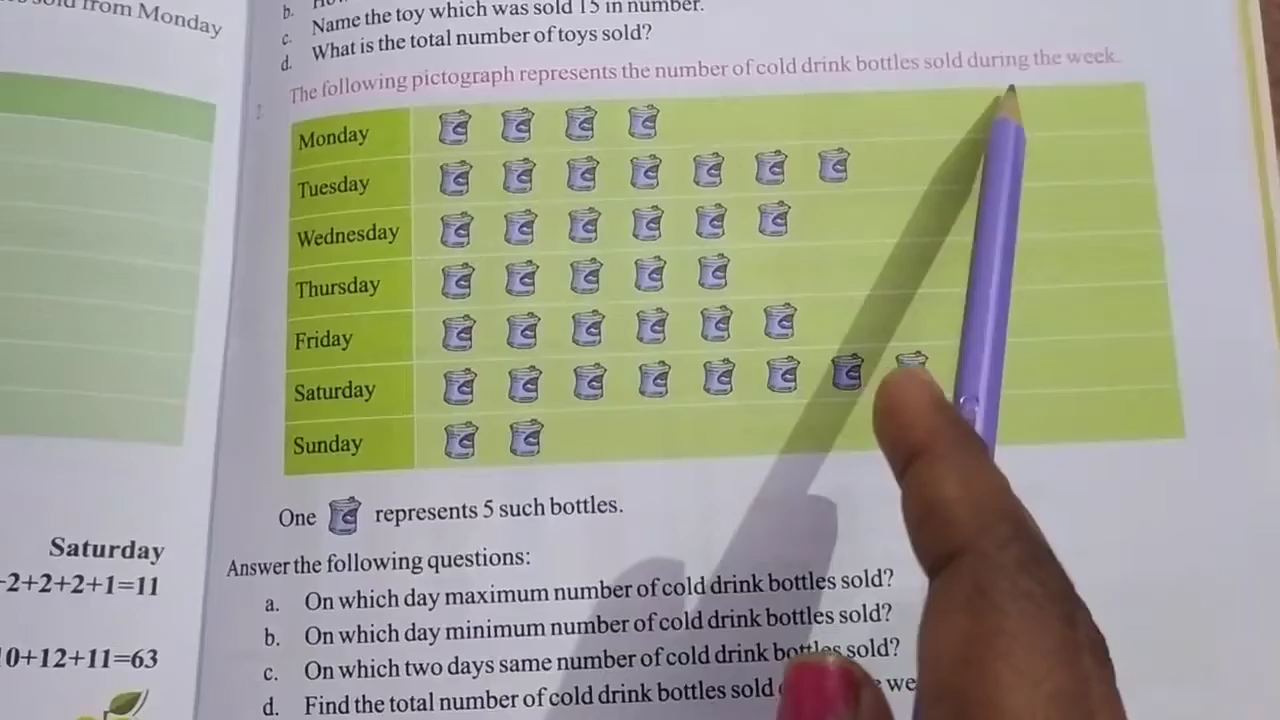 from Monday
b.
c. Name the toy which was sold 15 in number.
d. What is the total number of toys sold?
2. The following pictograph represents the number of cold drink bottles sold during the week.
Monday
Tuesday
Wednesday
Thursday
Friday
Saturday
Sunday
One represents 5 such bottles.
Answer the following questions:
a. On which day maximum number of cold drink bottles sold?
b. On which day minimum number of cold drink bottles sold?
c. On which two days same number of cold drink bottles sold?
d. Find the total number of cold drink bottles sold
Saturday
2+2+2+1=11
0+12+11=63